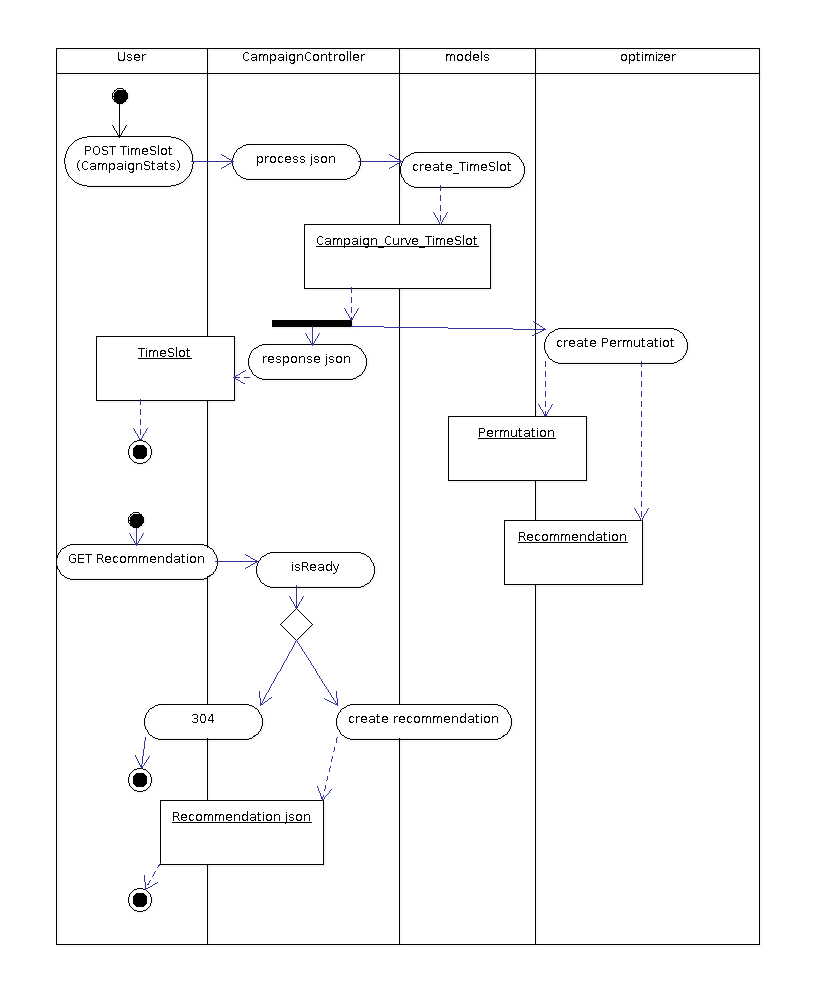 User
CampaignController
models
optimizer
POST TimeSlot
(CampaignStats)
process json
create_TimeSlot
Campaign_Curve_TimeSlot
TimeSlot
response json
create Permutatiot
Permutation
Recommendation
GET Recommendation
isReady
304
create recommendation
Recommendation json